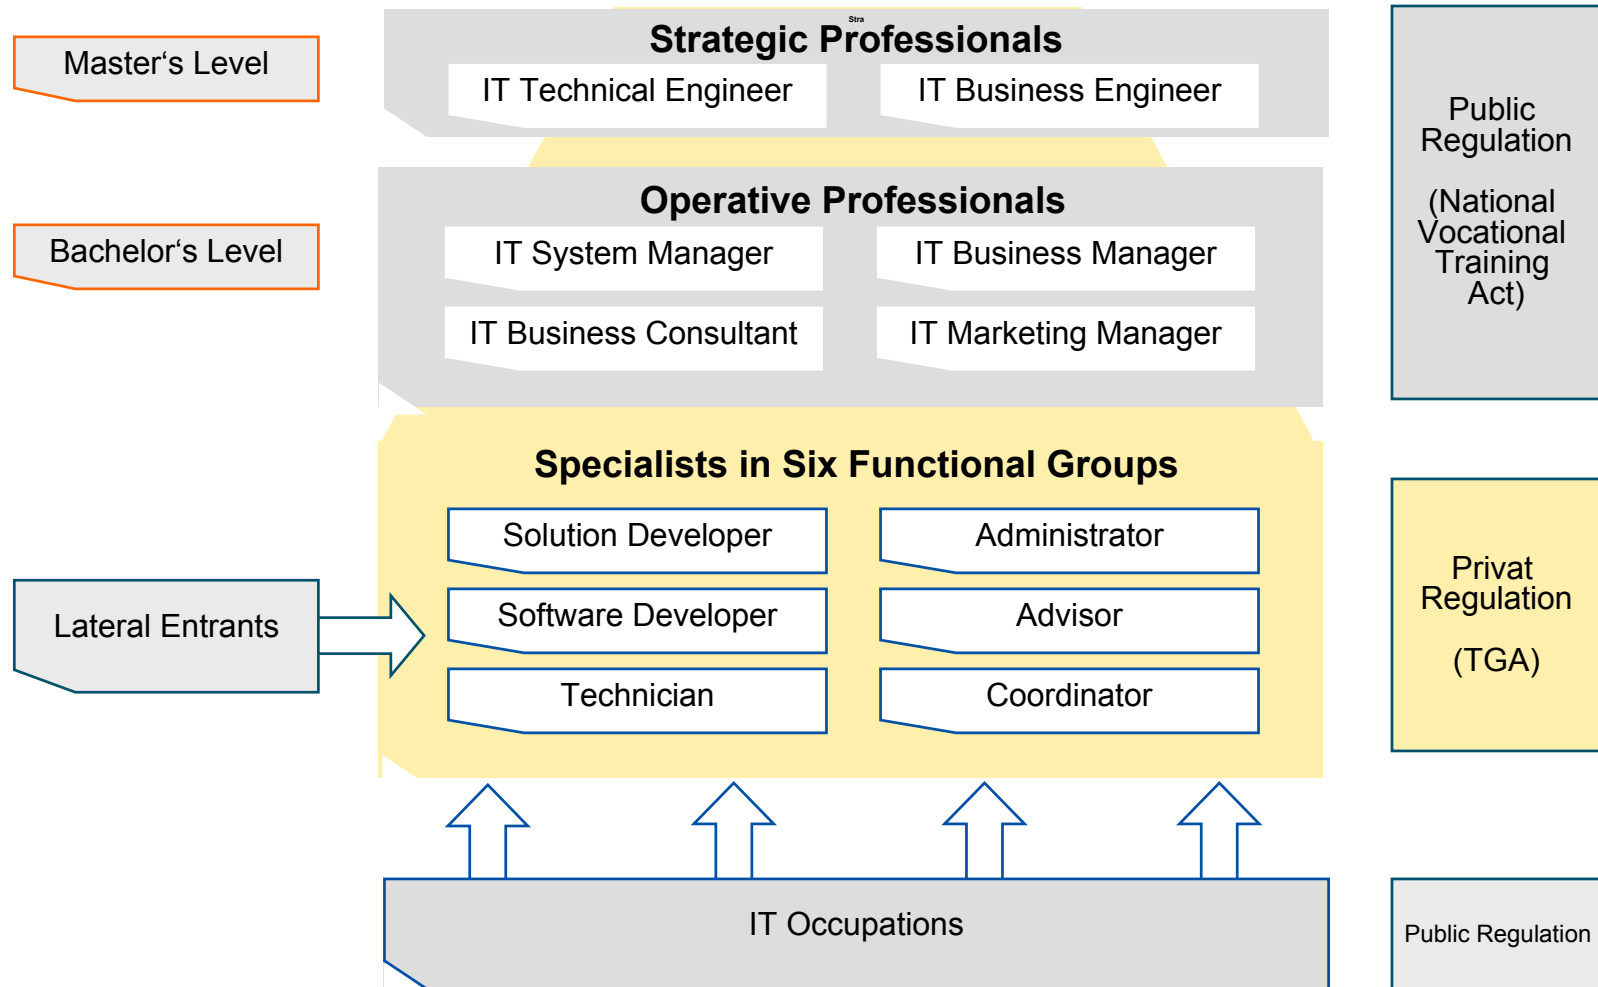 Stra
Strategic Professionals
Master‘s Level
IT Technical Engineer
IT Business Engineer
Public
Regulation
(National
Vocational
Training
Act)
Operative Professionals
Bachelor‘s Level
IT System Manager
IT Business Manager
IT Business Consultant
IT Marketing Manager
Specialists in Six Functional Groups
Solution Developer
Administrator
Lateral Entrants
Software Developer
Advisor
Technician
Coordinator
Privat
Regulation
(TGA)
IT Occupations
Public Regulation